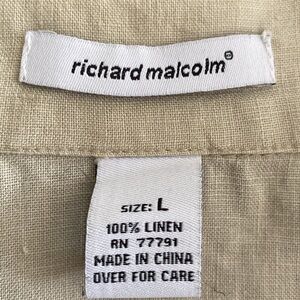 richard malcolm®
SIZE: L
100% LINEN
RN 77791
MADE IN CHINA
OVER FOR CARE